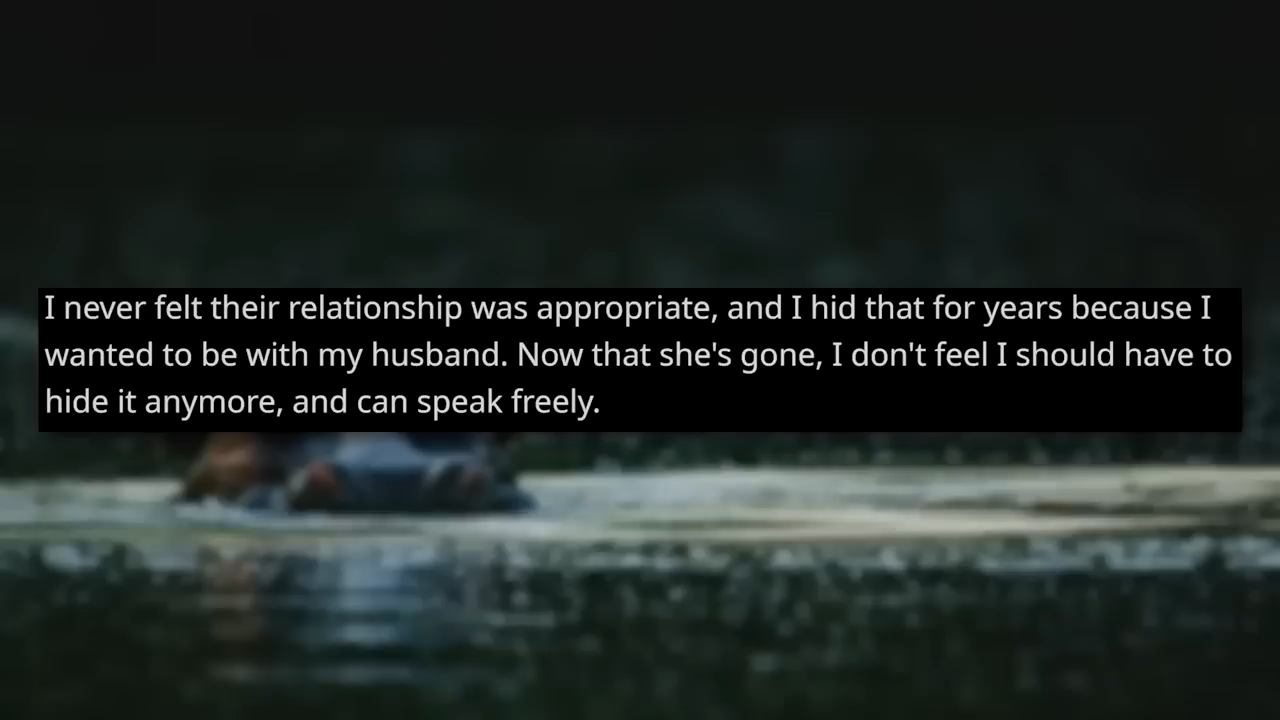 I never felt their relationship was appropriate, and I hid that for years because I
wanted to be with my husband. Now that she's gone, I don't feel I should have to
hide it anymore, and can speak freely.